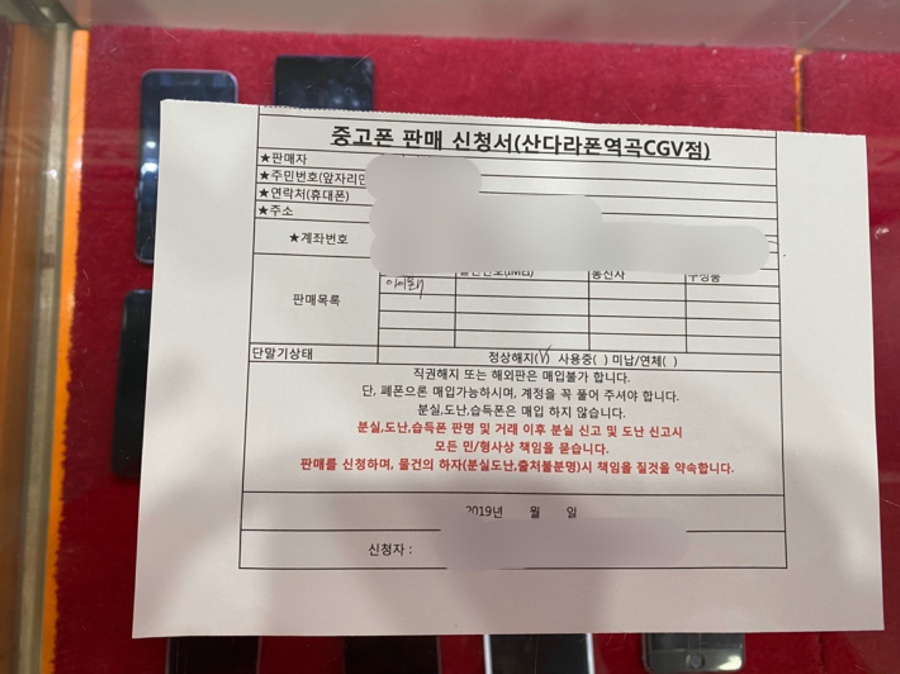 중고폰 판매 신청서(산다라폰역곡CGV점)
★판매자
★주민번호(앞자리만
★연락처(휴대폰)
★주소
★계좌번호
통신사
판매목록
단말기상태 정상해지(V) 사용중( ) 미납/연체( )
직권해지 또는 해외판은 매입불가 합니다.
단, 폐폰으론 매입가능하시며, 계정을 꼭 풀어 주셔야 합니다.
분실,도난,습득폰은 매입 하지 않습니다.
분실,도난,습득폰 판명 및 거래 이후 분실 신고 및 도난 신고시
모든 민/형사상 책임을 묻습니다.
판매를 신청하며, 물건의 하자(분실도난,출처불분명)시 책임을 질것을 약속합니다.
2019년 월 일
신청자 :